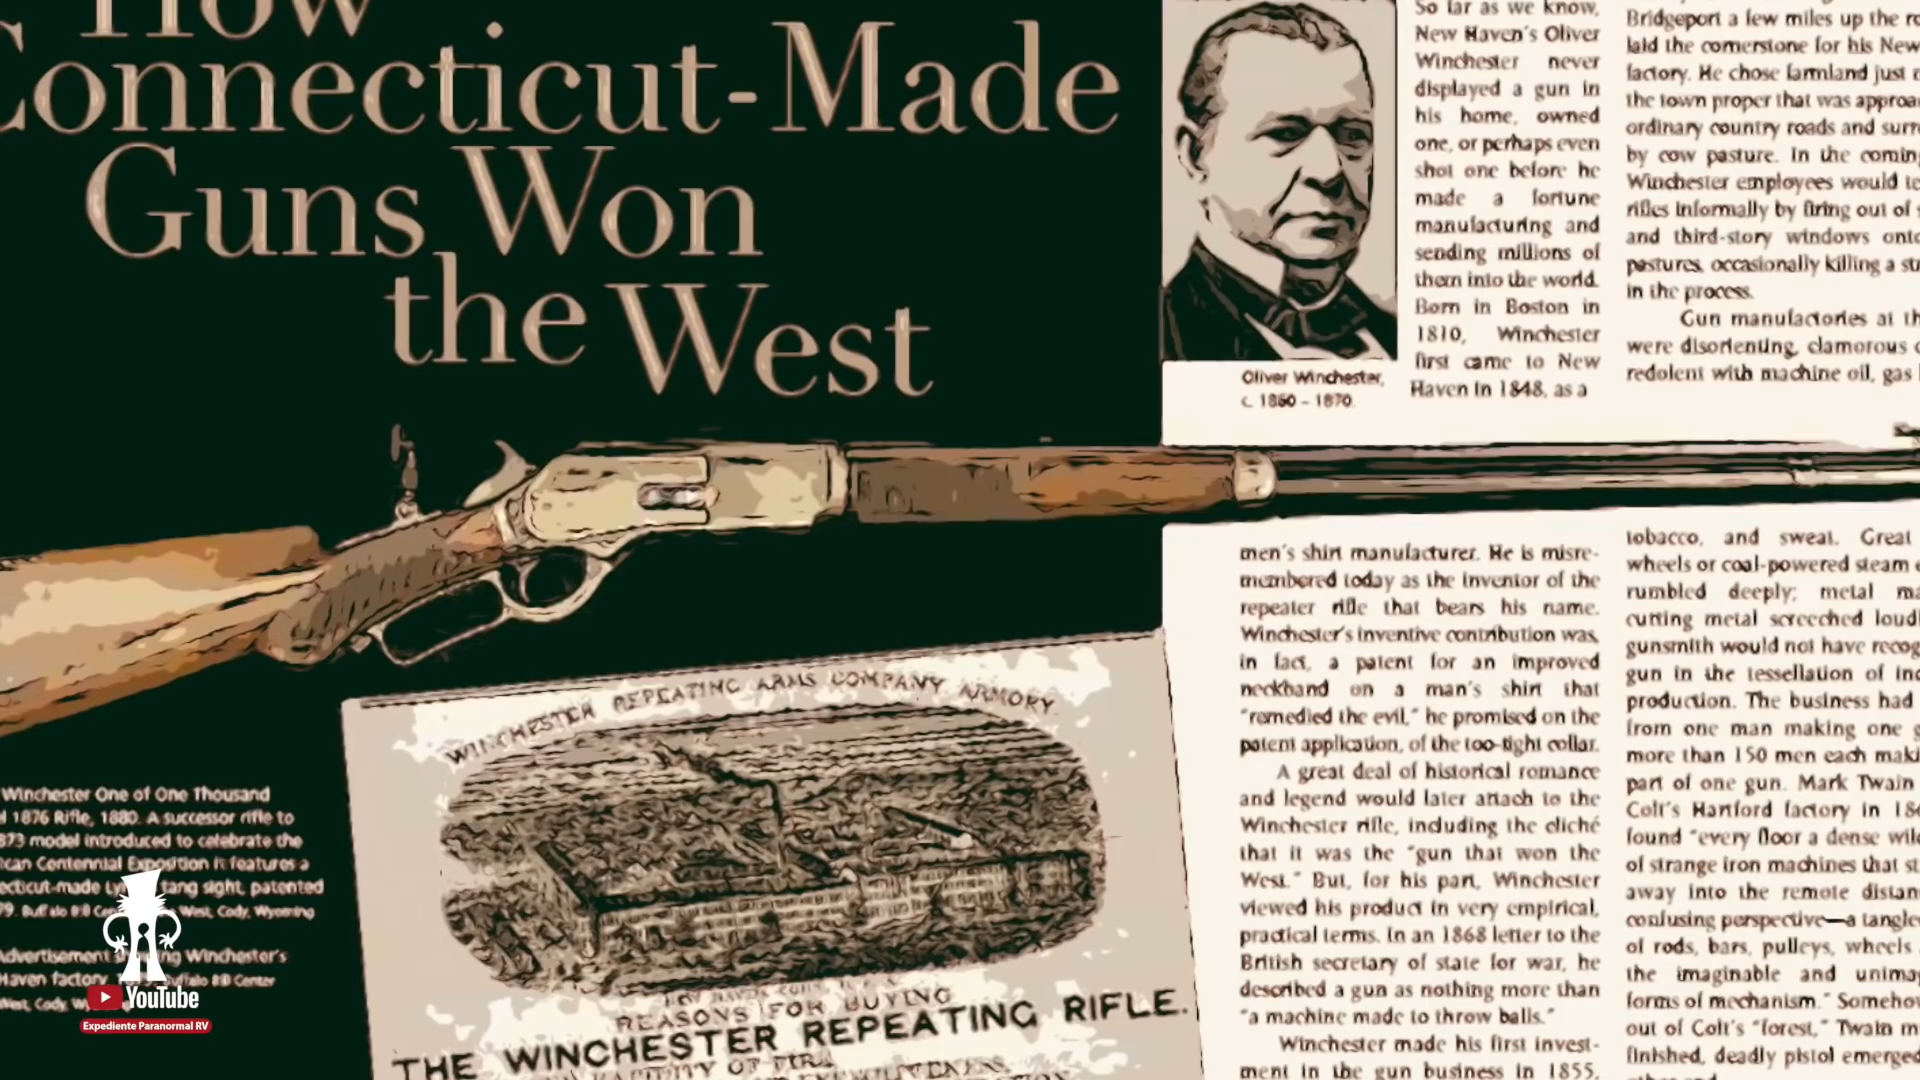 How
Connecticut-Made
Guns Won
the West
Oliver Winchester,
c. 1860 – 1870.
So far as we know,
New Haven's Oliver
Winchester never
displayed a gun in
his home, owned
one, or perhaps even
shot one before he
made a fortune
manufacturing and
sending millions of
them into the world.
Born in Boston in
1810, Winchester
first came to New
Haven in 1848, as a
men's shirt manufacturer. He is misre-
membered today as the inventor of the
repeater rifle that bears his name.
Winchester's inventive contribution was,
in fact, a patent for an improved
neckband on a man's shirt that
"remedied the evil," he promised on the
patent application, of the too-tight collar.
A great deal of historical romance
and legend would later attach to the
Winchester rifle, including the cliché
that it was the "gun that won the
West." But, for his part, Winchester
viewed his product in very empirical,
practical terms. In an 1868 letter to the
British secretary of state for war, he
described a gun as nothing more than
"a machine made to throw balls."
Winchester made his first invest-
ment in the gun business in 1855,
Bridgeport a few miles up the
laid the cornerstone for his New
factory. He chose farmland just
the town proper that was
ordinary country roads and
by cow pasture. In the
Winchester employees would
rifles informally by firing out of
and third-story windows
pastures, occasionally killing a
in the process.
Gun manufactories at
were disorienting, clamorous
redolent with machine oil, gas
tobacco, and sweat. Great
wheels or coal-powered steam
rumbled deeply; metal
cutting metal screeched
gunsmith would not have
gun in the tessellation of
production. The business had
from one man making one
more than 150 men each
part of one gun. Mark Twain
Colt's Hartford factory in
found "every floor a dense
of strange iron machines that
away into the remote
confusing perspective—a
of rods, bars, pulleys, wheels
the imaginable and
forms of mechanism."
out of Colt's "forest," Twain
finished, deadly pistol emerged
Winchester One of One Thousand
1876 Rifle, 1880. A successor rifle to
model introduced to celebrate the
Centennial Exposition it features a
tang sight, patented
West, Cody, Wyoming
Winchester's
Haven factory,
WINCHESTER REPEATING ARMS COMPANY ARMORY
REASONS FOR BUYING
THE WINCHESTER REPEATING RIFLE.
YouTube
Expediente Paranormal RV